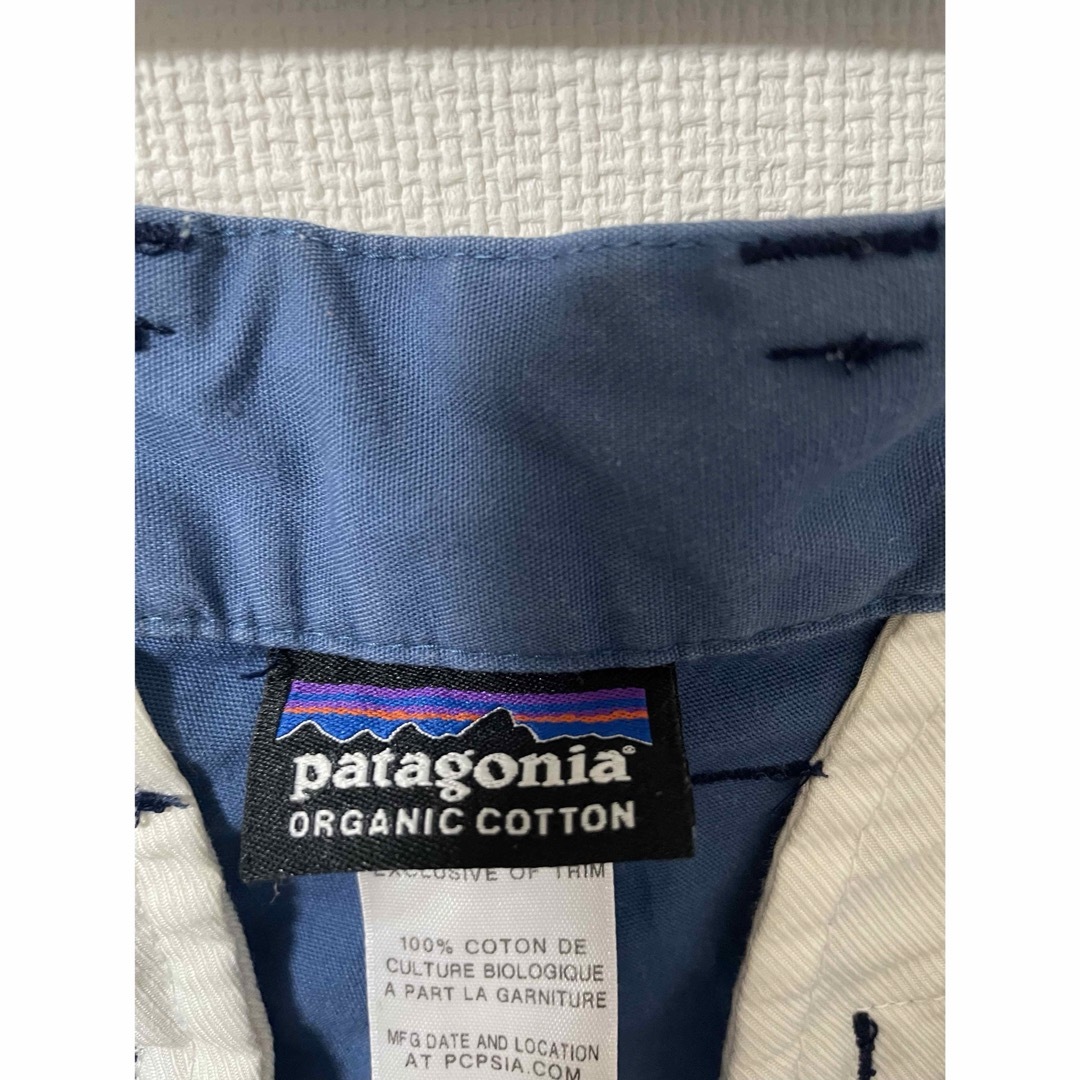 patagonia®
ORGANIC COTTON
EXCLUSIVE OF TRIM
100% COTON DE
CULTURE BIOLOGIQUE
A PART LA GARNITURE
MFG DATE AND LOCATION
AT PCPSIA.COM